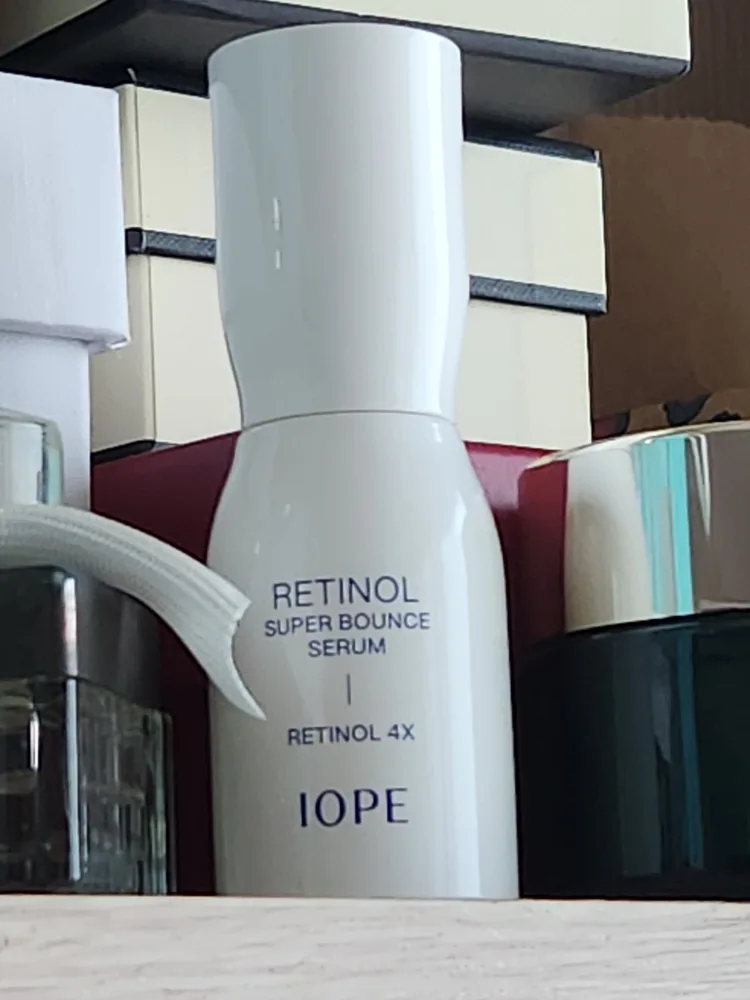 RETINOL
SUPER BOUNCE
SERUM
RETINOL 4X
IOPE